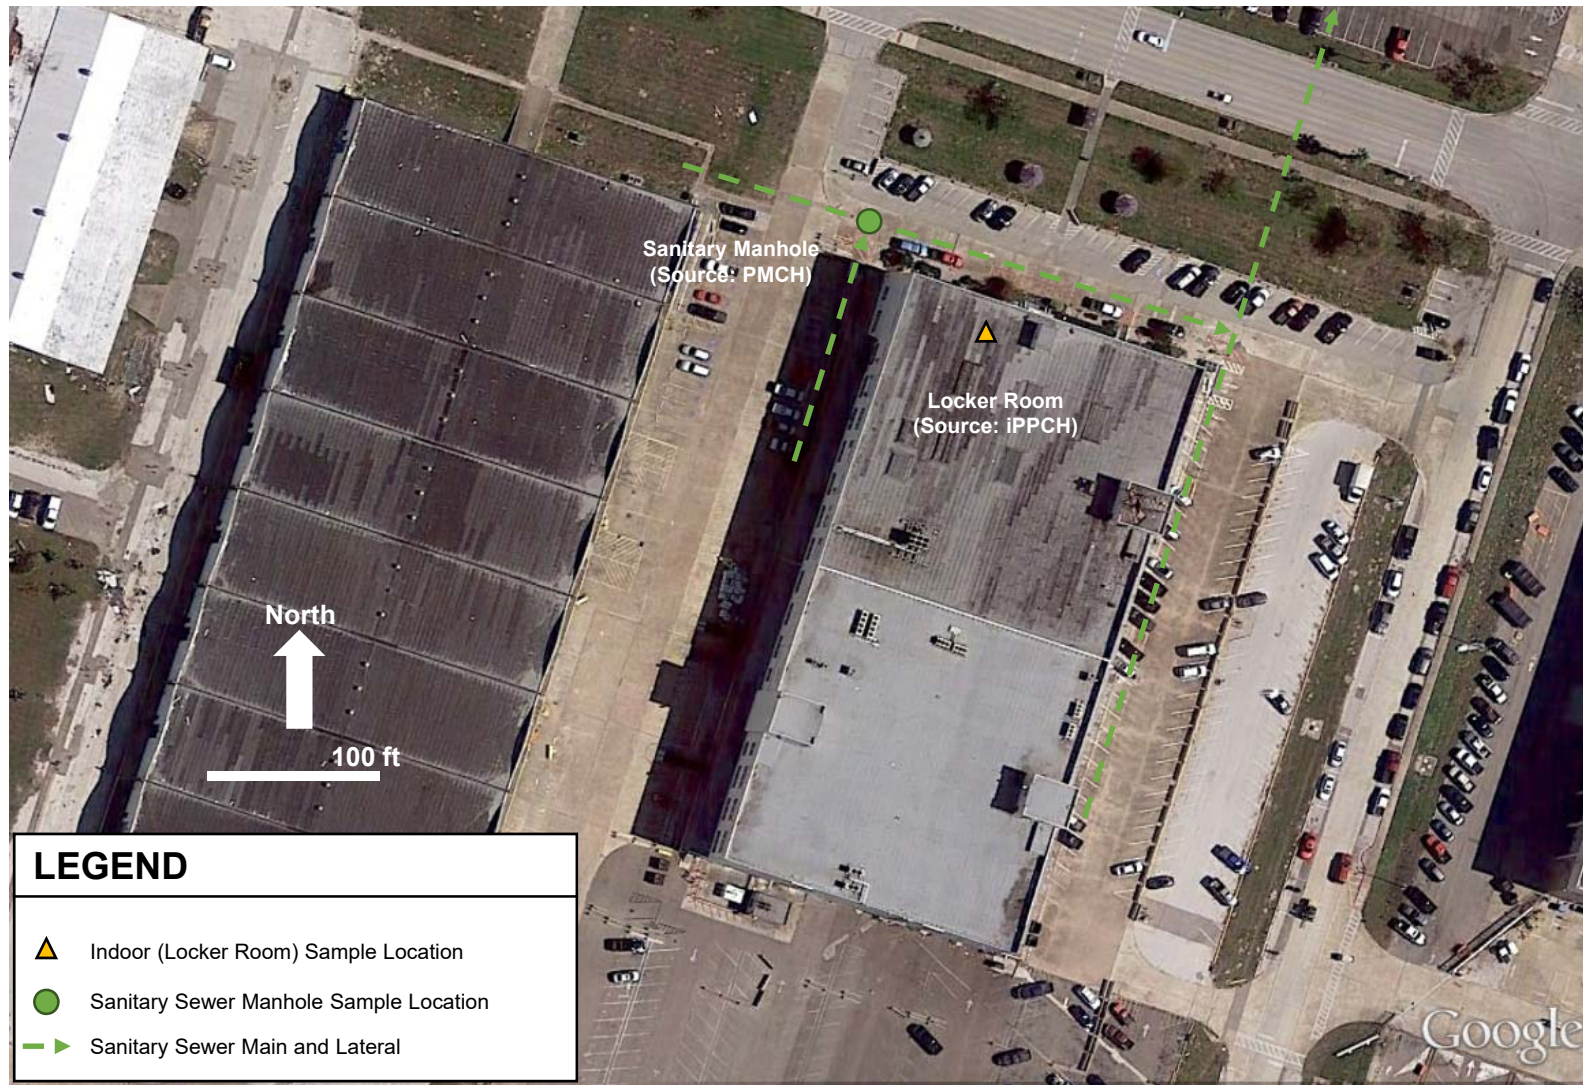 Sanitary Manhole
(Source: PMCH)
Locker Room
(Source: iPPCH)
North
100 ft
LEGEND
Indoor (Locker Room) Sample Location
Sanitary Sewer Manhole Sample Location
Sanitary Sewer Main and Lateral
Google